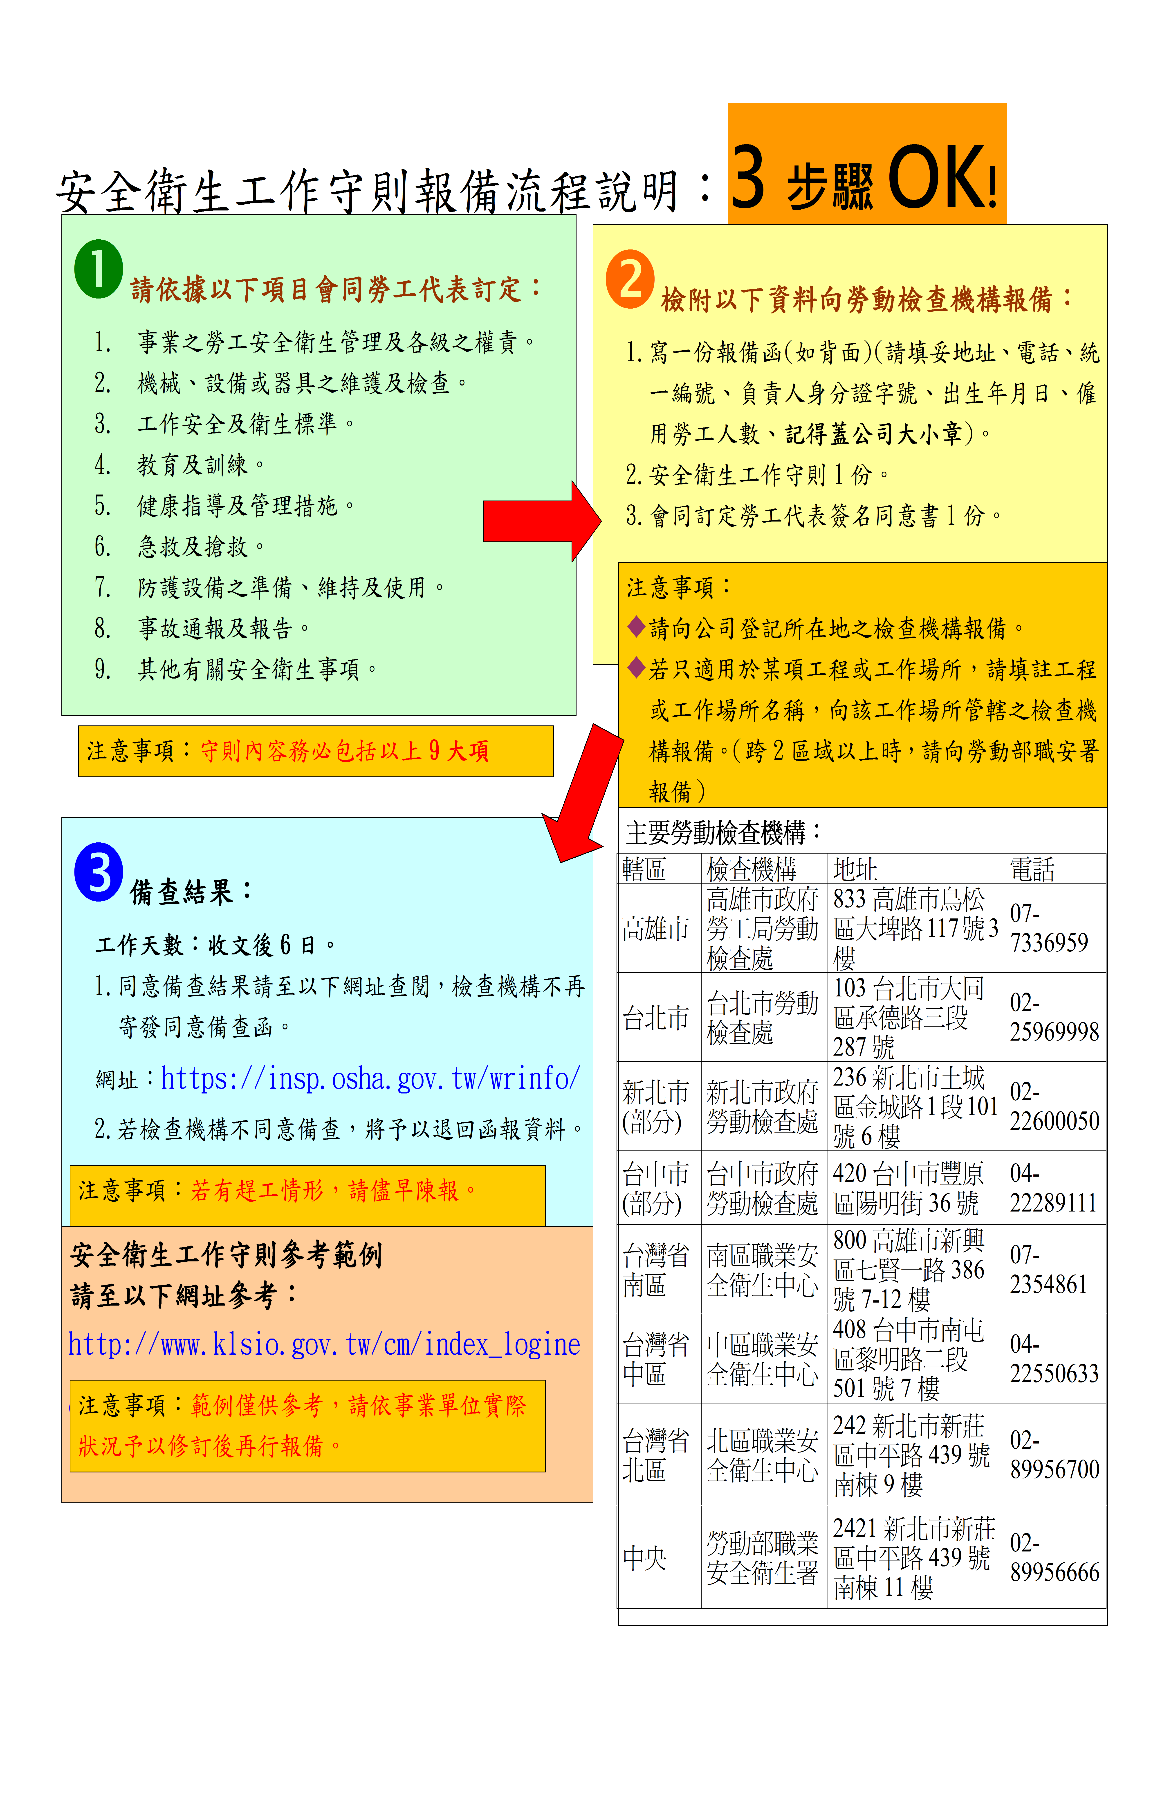 安全衛生工作守則報備流程說明：3 步驟 OK!
1 請依據以下項目會同勞工代表訂定：
1. 事業之勞工安全衛生管理及各級之權責。
2. 機械、設備或器具之維護及檢查。
3. 工作安全及衛生標準。
4. 教育及訓練。
5. 健康指導及管理措施。
6. 急救及搶救。
7. 防護設備之準備、維持及使用。
8. 事故通報及報告。
9. 其他有關安全衛生事項。
注意事項：守則內容務必包括以上 9 大項
2 檢附以下資料向勞動檢查機構報備：
1.寫一份報備函(如背面)(請填妥地址、電話、統
一編號、負責人身分證字號、出生年月日、僱
用勞工人數、記得蓋公司大小章)。
2.安全衛生工作守則 1 份。
3.會同訂定勞工代表簽名同意書 1 份。
注意事項：
◆請向公司登記所在地之檢查機構報備。
◆若只適用於某項工程或工作場所，請填註工程
或工作場所名稱，向該工作場所管轄之檢查機
構報備。(跨 2 區域以上時，請向勞動部職安署
報備)
3 備查結果：
工作天數：收文後 6 日。
1.同意備查結果請至以下網址查閱，檢查機構不再
寄發同意備查函。
網址：https://insp.osha.gov.tw/wrinfo/
2.若檢查機構不同意備查，將予以退回函報資料。
注意事項：若有趕工情形，請儘早陳報。
安全衛生工作守則參考範例
請至以下網址參考：
http://www.klsio.gov.tw/cm/index_logine
注意事項：範例僅供參考，請依事業單位實際
狀況予以修訂後再行報備。
主要勞動檢查機構：
轄區 檢查機構 地址 電話
高雄市 高雄市政府勞工局勞動檢查處 833 高雄市鳥松區大埤路 117 號 3 樓 07-7336959
台北市 台北市勞動檢查處 103 台北市大同區承德路三段 287 號 02-25969998
新北市(部分) 新北市政府勞動檢查處 236 新北市土城區金城路 1 段 101 號 6 樓 02-22600050
台中市(部分) 台中市政府勞動檢查處 420 台中市豐原區陽明街 36 號 04-22289111
台灣省南區 南區職業安全衛生中心 800 高雄市新興區七賢一路 386 號 7-12 樓 07-2354861
台灣省中區 中區職業安全衛生中心 408 台中市南屯區黎明路二段 501 號 7 樓 04-22550633
台灣省北區 北區職業安全衛生中心 242 新北市新莊區中平路 439 號南棟 9 樓 02-89956700
中央 勞動部職業安全衛生署 2421 新北市新莊區中平路 439 號南棟 11 樓 02-89956666